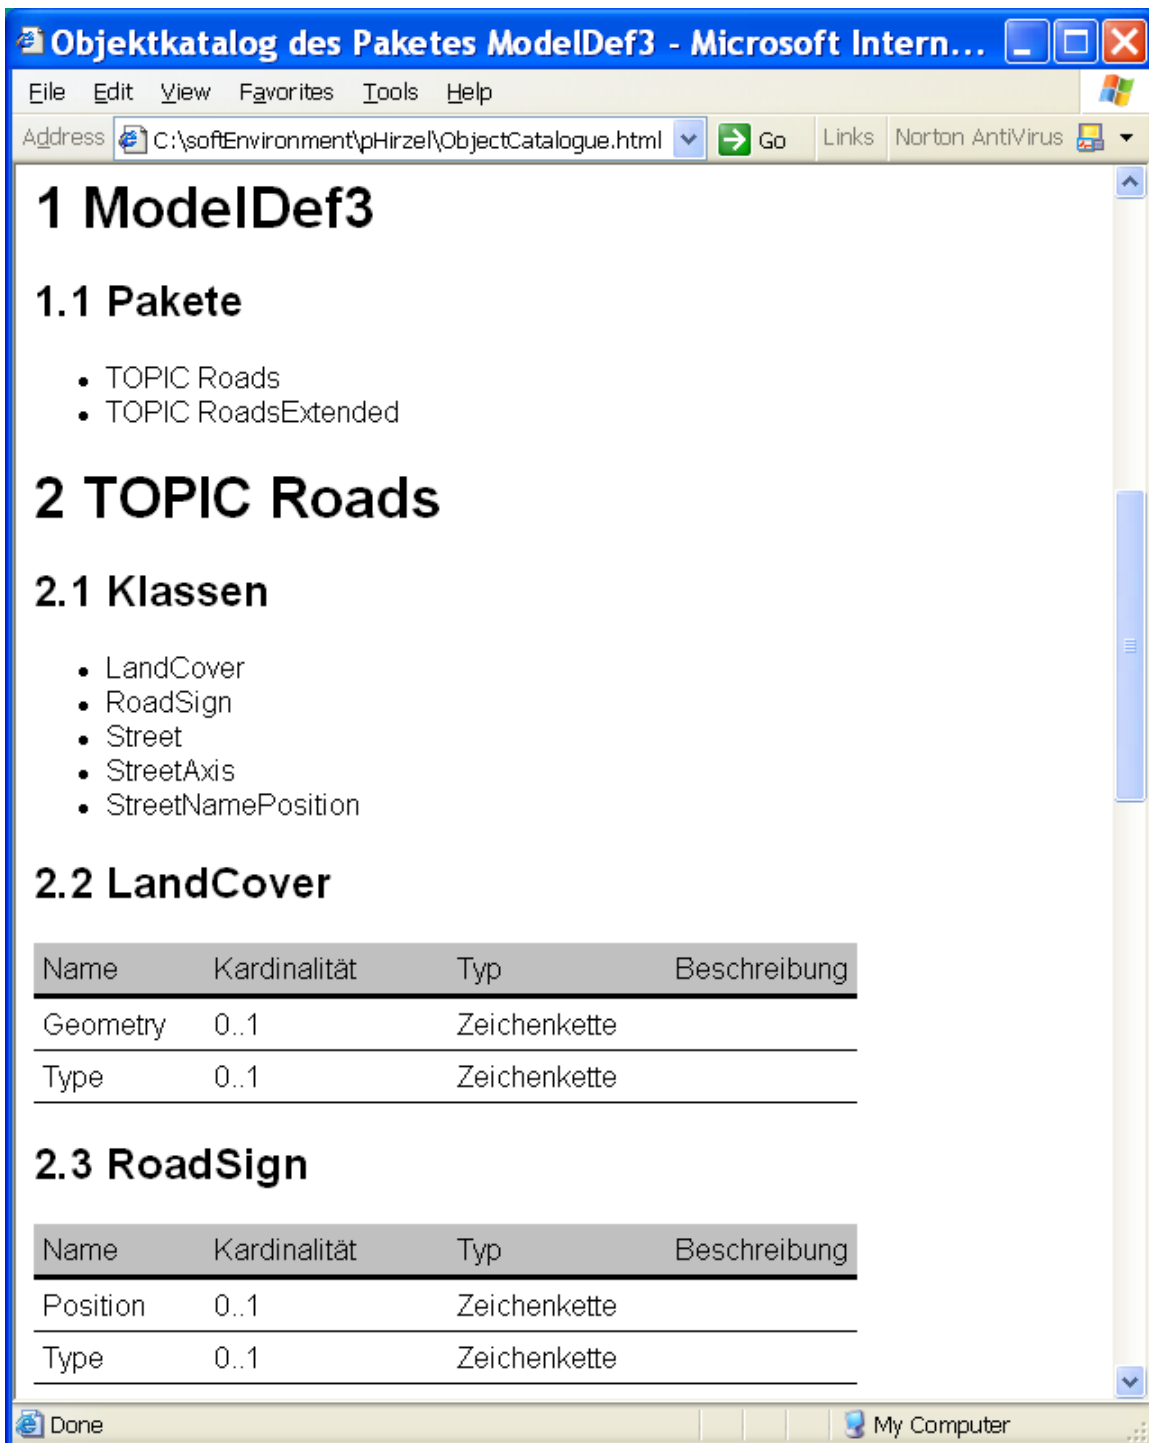 Objektkatalog des Paketes ModelDef3 - Microsoft Intern...
File Edit View Favorites Tools Help
Address C:\softEnvironment\pHirzel\ObjectCatalogue.html Go Links Norton AntiVirus
1 ModelDef3
1.1 Pakete
• TOPIC Roads
• TOPIC RoadsExtended
2 TOPIC Roads
2.1 Klassen
• LandCover
• RoadSign
• Street
• StreetAxis
• StreetNamePosition
2.2 LandCover
Name Kardinalität Typ Beschreibung
Geometry 0..1 Zeichenkette
Type 0..1 Zeichenkette
2.3 RoadSign
Name Kardinalität Typ Beschreibung
Position 0..1 Zeichenkette
Type 0..1 Zeichenkette
Done My Computer